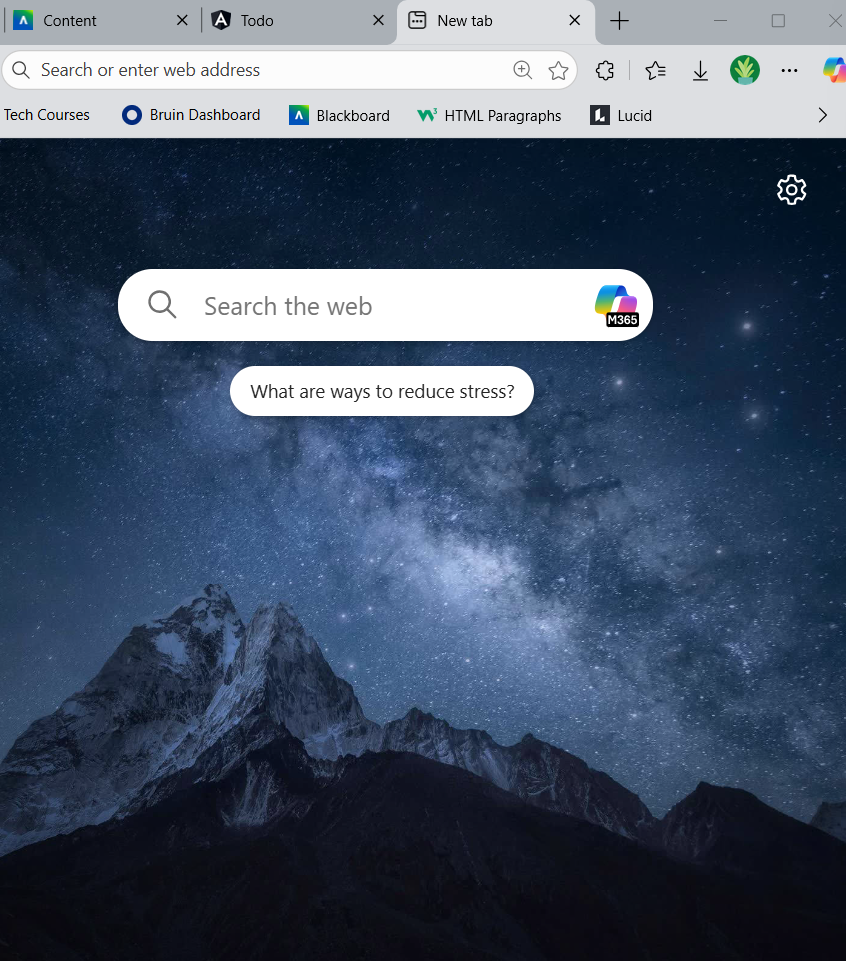 Content
Todo
New tab
Search or enter web address
Tech Courses
Bruin Dashboard
Blackboard
W3
HTML Paragraphs
Lucid
Search the web
M365
What are ways to reduce stress?